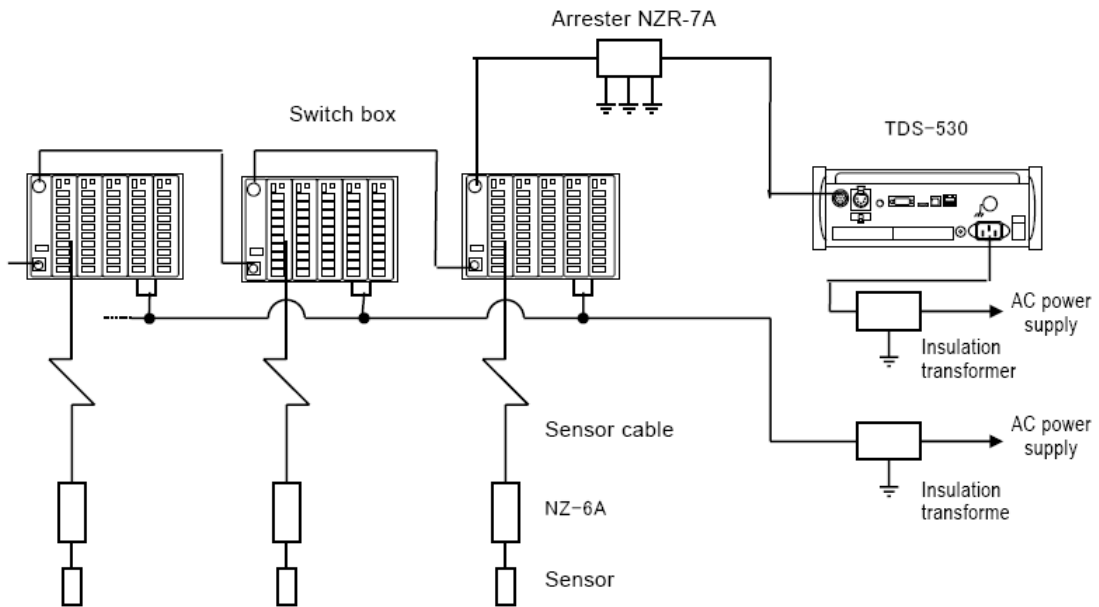 Arrester NZR-7A
Switch box
TDS-530
AC power
supply
Insulation
transformer
Sensor cable
AC power
supply
Insulation
transforme
NZ-6A
Sensor